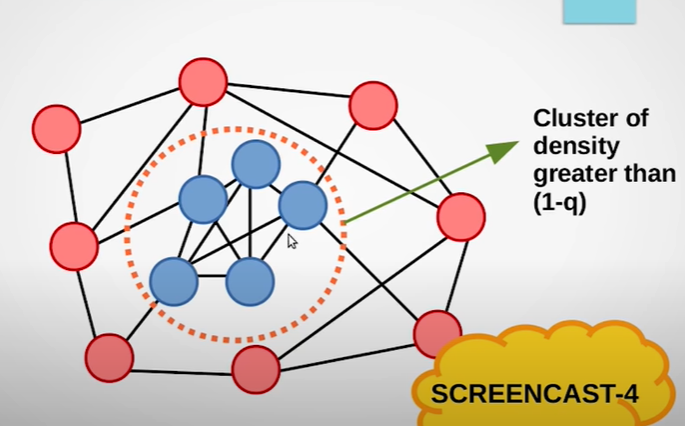 Cluster of
density
greater than
(1-q)
SCREENCAST-4